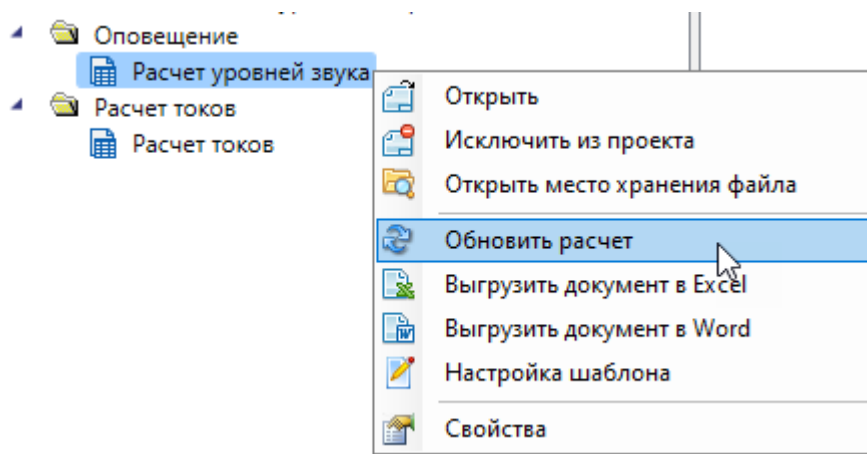 Оповещение
Расчет уровней звука
Расчет токов
Расчет токов
Открыть
Исключить из проекта
Открыть место хранения файла
Обновить расчет
Выгрузить документ в Excel
Выгрузить документ в Word
Настройка шаблона
Свойства